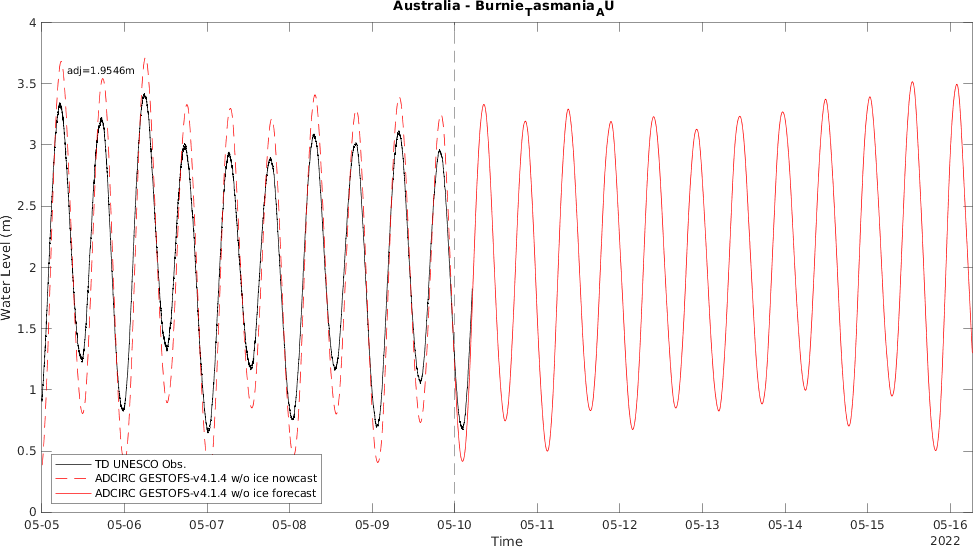 Australia - BurnieTasmaniaAU
4
3.5
3
2.5
2
1.5
1
0.5
0
Water Level (m)
adj=1.9546m
TD UNESCO Obs.
ADCIRC GESTOFS-v4.1.4 w/o ice nowcast
ADCIRC GESTOFS-v4.1.4 w/o ice forecast
05-05 05-06 05-07 05-08 05-09 05-10 05-11 05-12 05-13 05-14 05-15 05-16
Time
2022